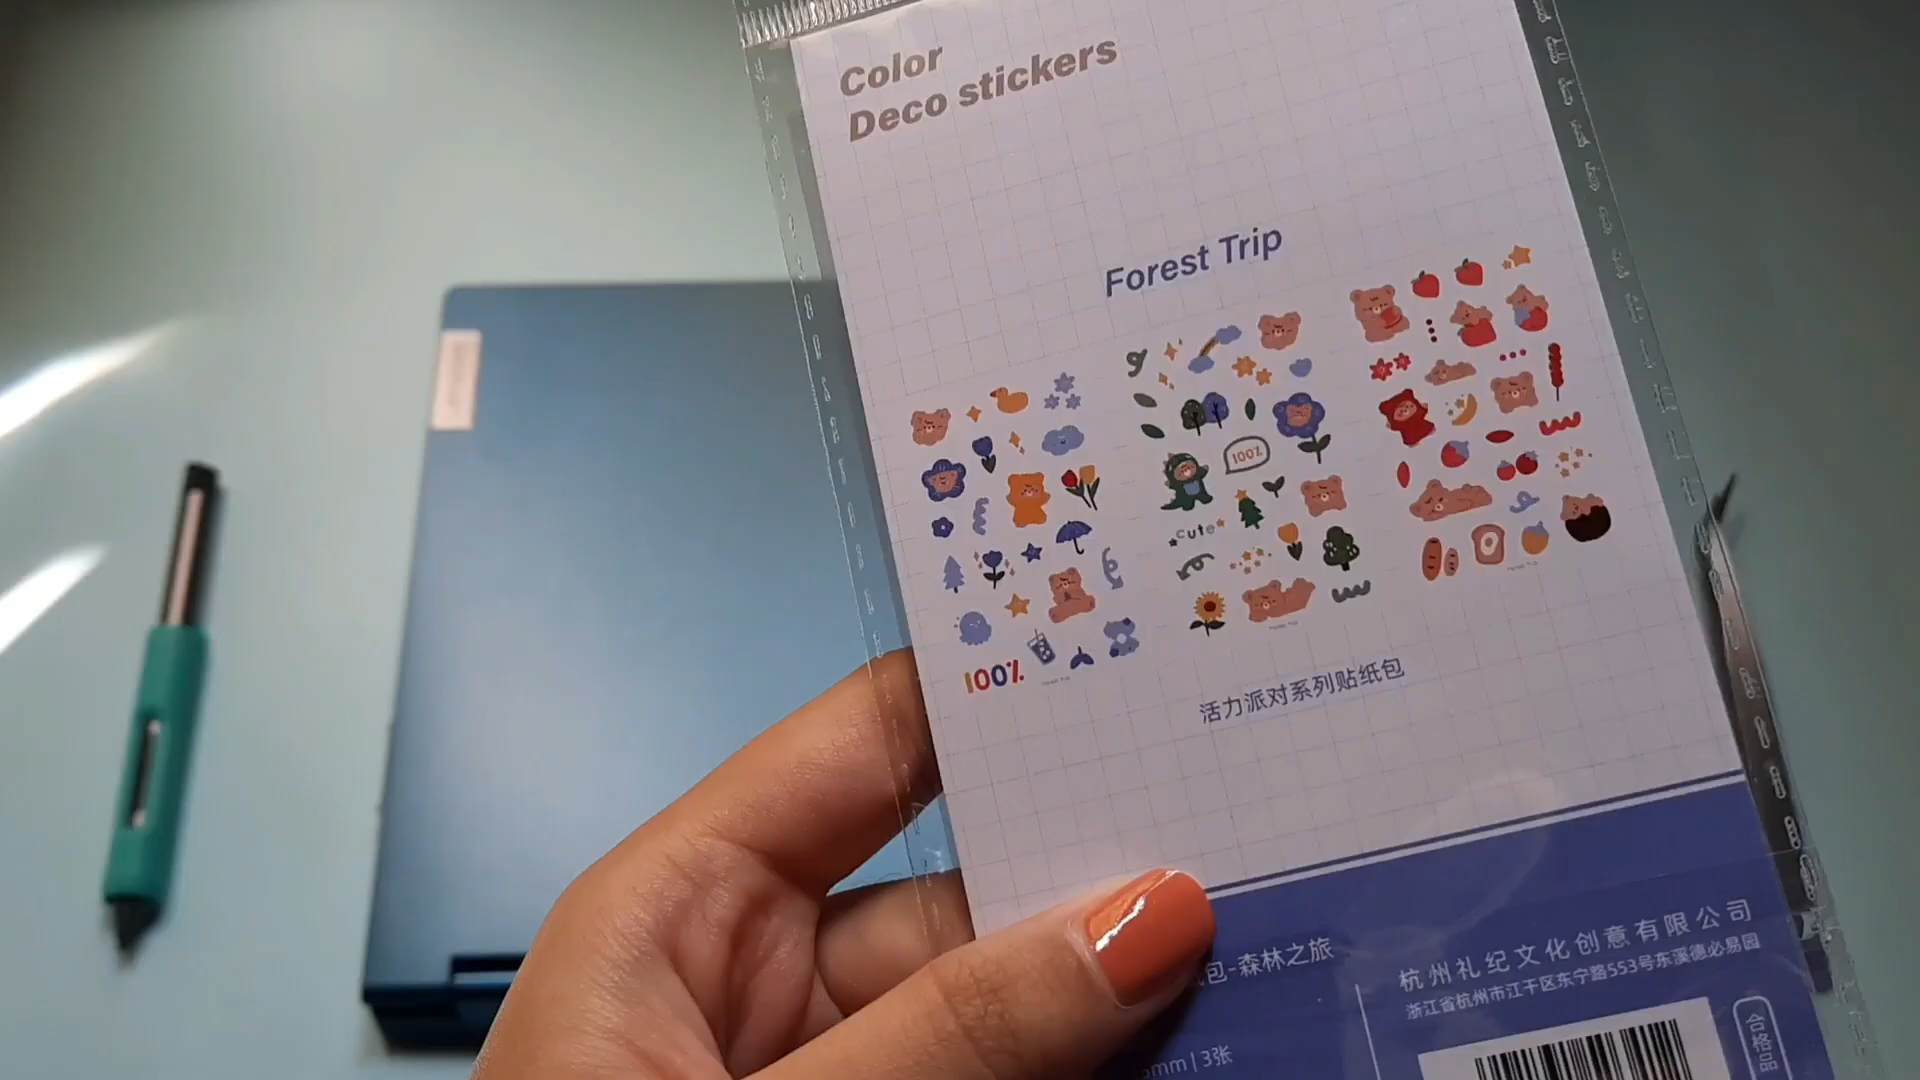 Color
Deco stickers
Forest Trip
100%
cute
100%
活力派对系列贴纸包
包-森林之旅
mm | 3张
杭州礼纪文化创意有限公司
浙江省杭州市江干区东宁路553号东溪德必易园
合格品